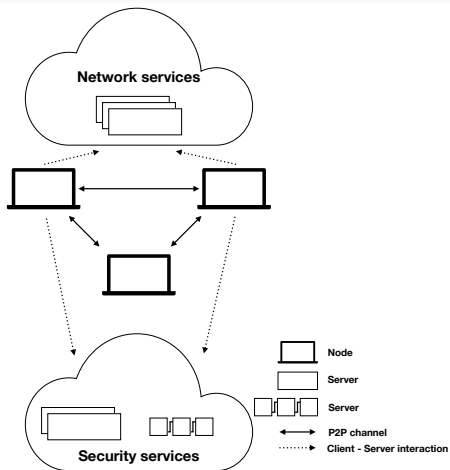 Network services
Node
Server
Server
P2P channel
Client - Server interaction
Security services